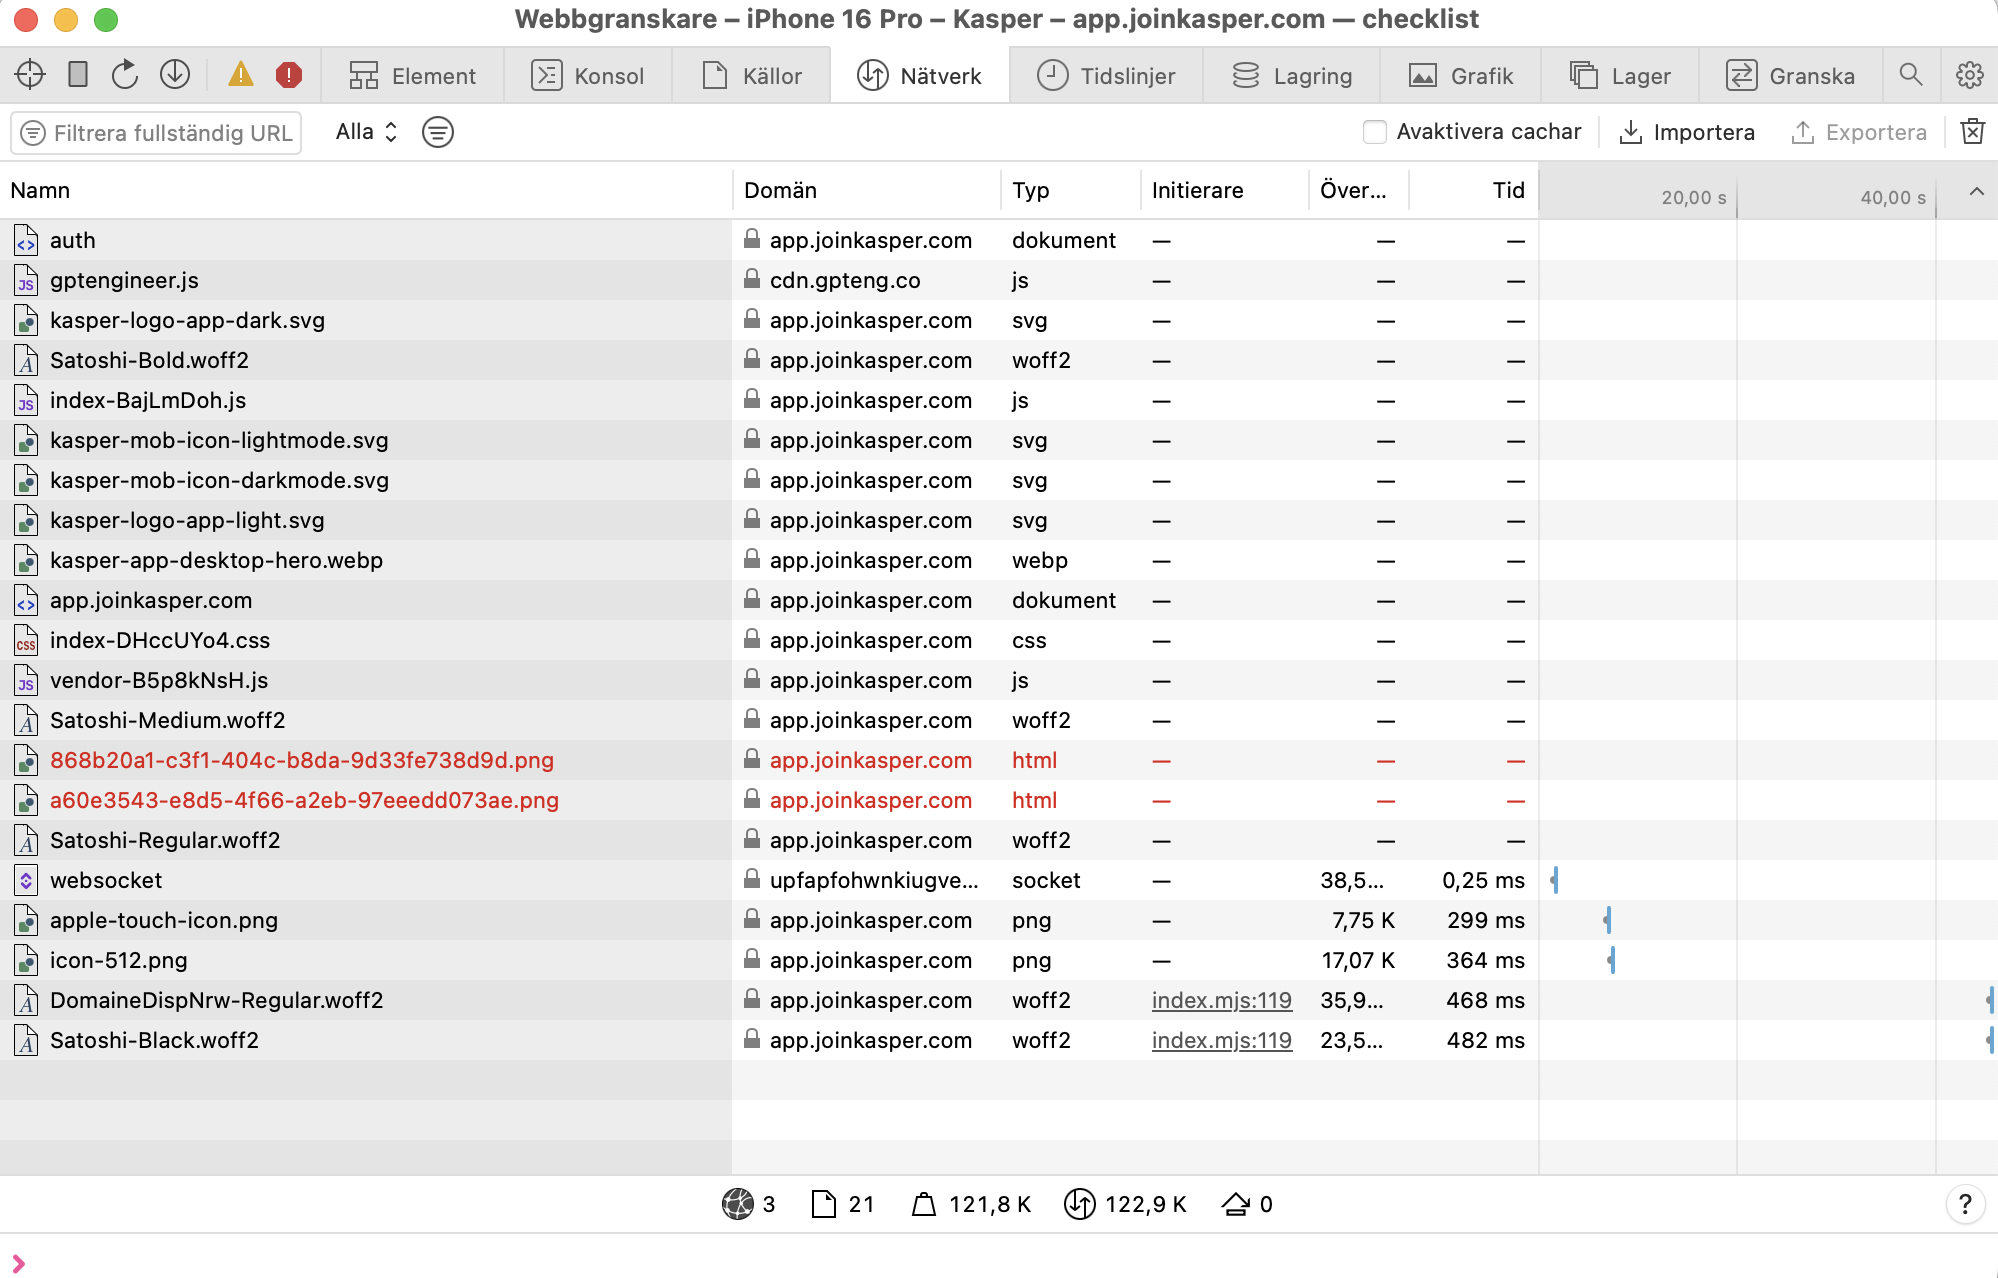 Webbgranskare – iPhone 16 Pro – Kasper – app.joinkasper.com — checklist
Element Konsol Källor Nätverk Tidslinjer Lagring Grafik Lager Granska
Filtrera fullständig URL Alla Avaktivera cachar Importera Exportera
Namn Domän Typ Initierare Över... Tid 20,00 s 40,00 s
auth app.joinkasper.com dokument — — —
gptengineer.js cdn.gpteng.co js — — —
kasper-logo-app-dark.svg app.joinkasper.com svg — — —
Satoshi-Bold.woff2 app.joinkasper.com woff2 — — —
index-BajLmDoh.js app.joinkasper.com js — — —
kasper-mob-icon-lightmode.svg app.joinkasper.com svg — — —
kasper-mob-icon-darkmode.svg app.joinkasper.com svg — — —
kasper-logo-app-light.svg app.joinkasper.com svg — — —
kasper-app-desktop-hero.webp app.joinkasper.com webp — — —
app.joinkasper.com app.joinkasper.com dokument — — —
index-DHccUYo4.css app.joinkasper.com css — — —
vendor-B5p8kNsH.js app.joinkasper.com js — — —
Satoshi-Medium.woff2 app.joinkasper.com woff2 — — —
868b20a1-c3f1-404c-b8da-9d33fe738d9d.png app.joinkasper.com html — — —
a60e3543-e8d5-4f66-a2eb-97eeedd073ae.png app.joinkasper.com html — — —
Satoshi-Regular.woff2 app.joinkasper.com woff2 — — —
websocket upfapfohwnkiugve... socket — 38,5... 0,25 ms
apple-touch-icon.png app.joinkasper.com png — 7,75 K 299 ms
icon-512.png app.joinkasper.com png — 17,07 K 364 ms
DomaineDispNrw-Regular.woff2 app.joinkasper.com woff2 index.mjs:119 35,9... 468 ms
Satoshi-Black.woff2 app.joinkasper.com woff2 index.mjs:119 23,5... 482 ms
3 21 121,8 K 122,9 K 0 ?